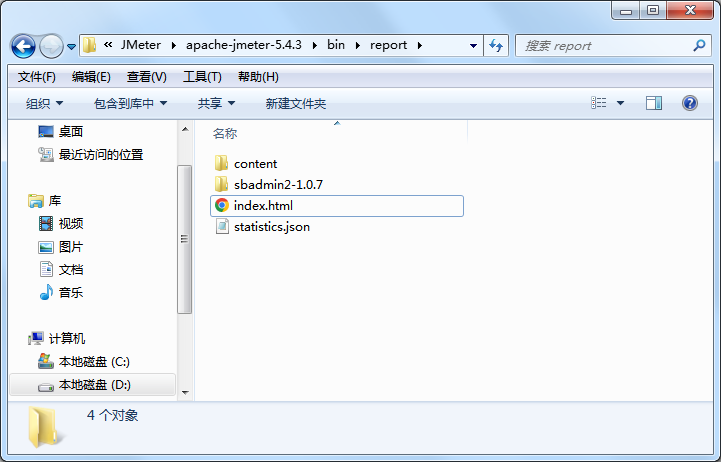 « JMeter ▸ apache-jmeter-5.4.3 ▸ bin ▸ report ▸
搜索 report
文件(F) 编辑(E) 查看(V) 工具(T) 帮助(H)
组织 包含到库中 共享 新建文件夹
桌面
最近访问的位置
库
视频
图片
文档
音乐
计算机
本地磁盘 (C:)
本地磁盘 (D:)
名称
content
sbadmin2-1.0.7
index.html
statistics.json
4 个对象